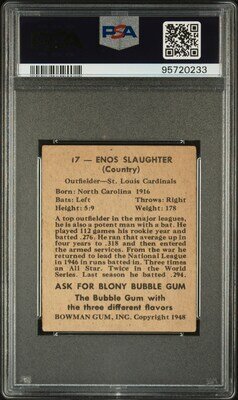 PSA
95720233
17 — ENOS SLAUGHTER
(Country)
Outfielder—St. Louis Cardinals
Born: North Carolina 1916
Bats: Left Throws: Right
Height: 5:9 Weight: 178
A top outfielder in the major leagues,
he is also a potent man with a bat. He
played 112 games his rookie year and
batted .276. He ran that average up in
four years to .318 and then entered
the armed services. From the war he
returned to lead the National League
in 1946 in runs batted in. Three times
an All Star. Twice in the World
Series. Last season he batted .294.
ASK FOR BLONY BUBBLE GUM
The Bubble Gum with
the three different flavors
BOWMAN GUM, INC. Copyright 1948